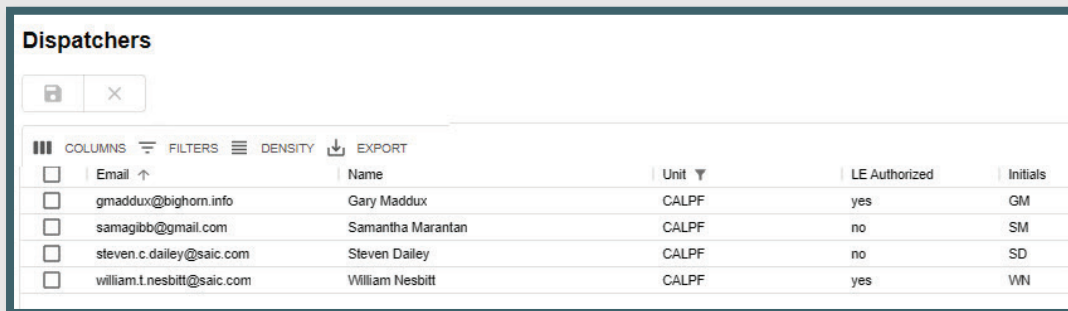 Dispatchers
COLUMNS FILTERS DENSITY EXPORT
Email Name Unit LE Authorized Initials
gmaddux@bighorn.info Gary Maddux CALPF yes GM
samagibb@gmail.com Samantha Marantan CALPF no SM
steven.c.dailey@saic.com Steven Dailey CALPF no SD
william.t.nesbitt@saic.com William Nesbitt CALPF yes WN